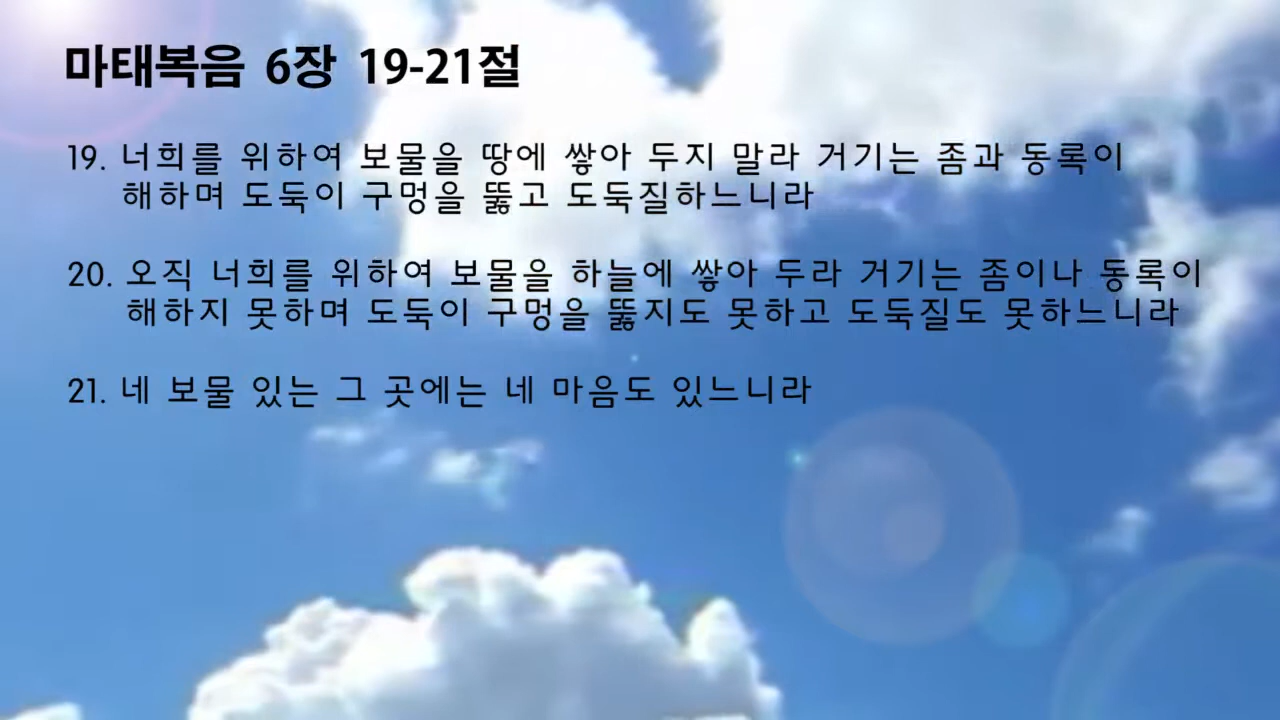 마태복음 6장 19-21절
19. 너희를 위하여 보물을 땅에 쌓아 두지 말라 거기는 좀과 동록이
해하며 도둑이 구멍을 뚫고 도둑질하느니라
20. 오직 너희를 위하여 보물을 하늘에 쌓아 두라 거기는 좀이나 동록이
해하지 못하며 도둑이 구멍을 뚫지도 못하고 도둑질도 못하느니라
21. 네 보물 있는 그 곳에는 네 마음도 있느니라